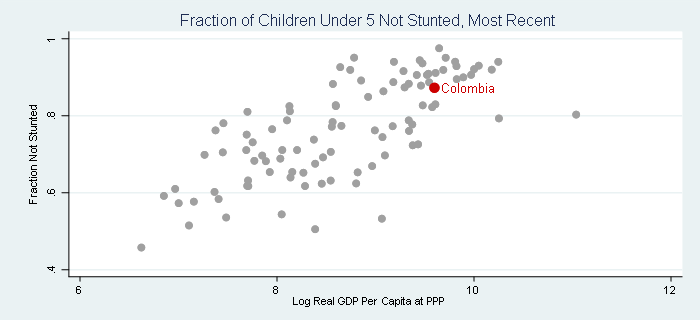 Fraction of Children Under 5 Not Stunted, Most Recent
1
.8
.6
.4
Fraction Not Stunted
Colombia
6
8
10
12
Log Real GDP Per Capita at PPP